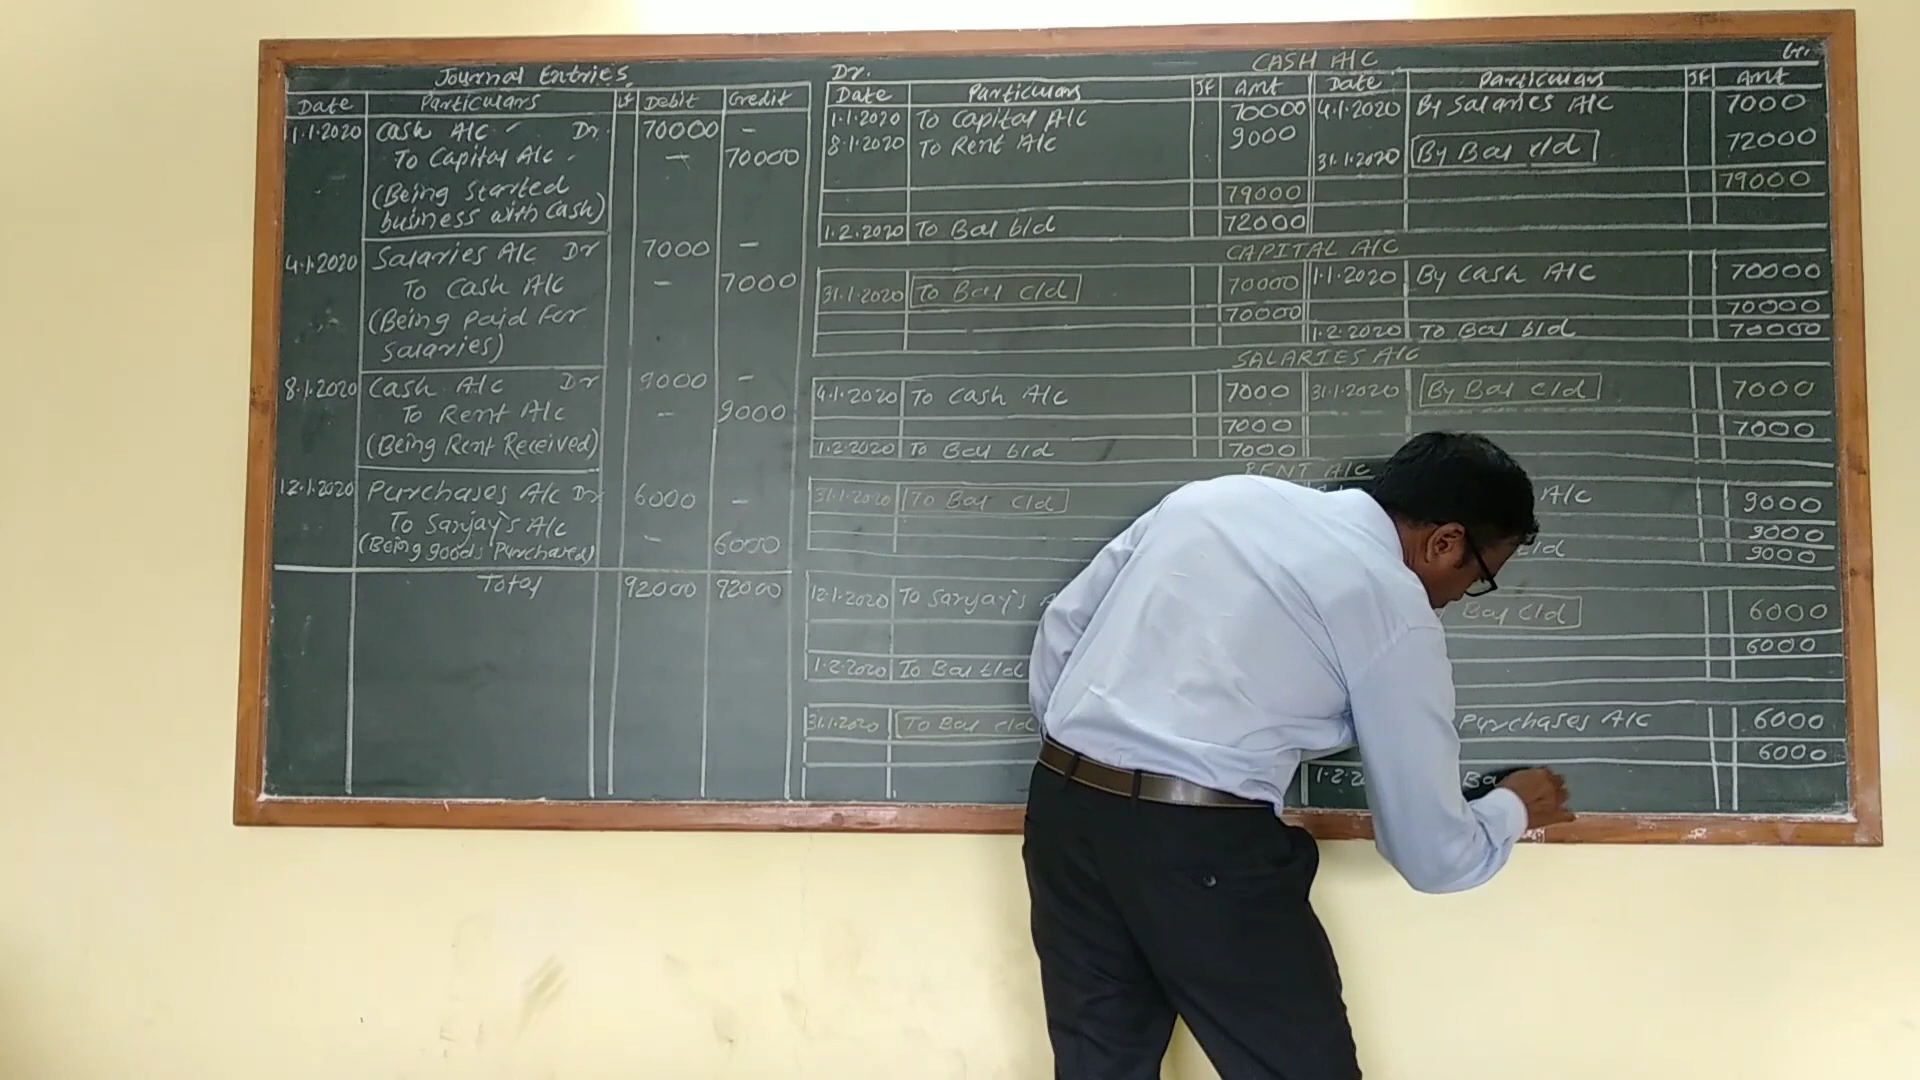 Journal Entries
Date Particulars LF Debit Credit
1.1.2020 Cash A/c Dr. 70000 -
To Capital A/c - 70000
(Being Started
business with Cash)
4.1.2020 Salaries A/c Dr 7000 -
To Cash A/c - 7000
(Being Paid For
Salaries)
8.1.2020 Cash A/c Dr 9000 -
To Rent A/c - 9000
(Being Rent Received)
12.1.2020 Purchases A/c Dr 6000 -
To Sanjay's A/c
(Being goods Purchased) - 6000
Total 92000 92000
Dr. CASH A/C Cr.
Date Particulars JF Amt Date Particulars JF Amt
1.1.2020 To Capital A/c 70000 4.1.2020 By Salaries A/c 7000
8.1.2020 To Rent A/c 9000 31.1.2020 By Bal c/d 72000
79000 79000
1.2.2020 To Bal b/d 72000
CAPITAL A/C
31.1.2020 To Bal c/d 70000 1.1.2020 By Cash A/c 70000
70000 70000
1.2.2020 To Bal b/d 70000
SALARIES A/C
4.1.2020 To Cash A/c 7000 31.1.2020 By Bal c/d 7000
7000 7000
1.2.2020 To Bal b/d 7000
RENT A/C
31.1.2020 To Bal c/d A/c 9000
9000
9000
12.1.2020 To Sanjay's Bal c/d 6000
6000
1.2.2020 To Bal b/d
31.1.2020 To Bal c/d Purchases A/c 6000
6000
1.2.2 Ba